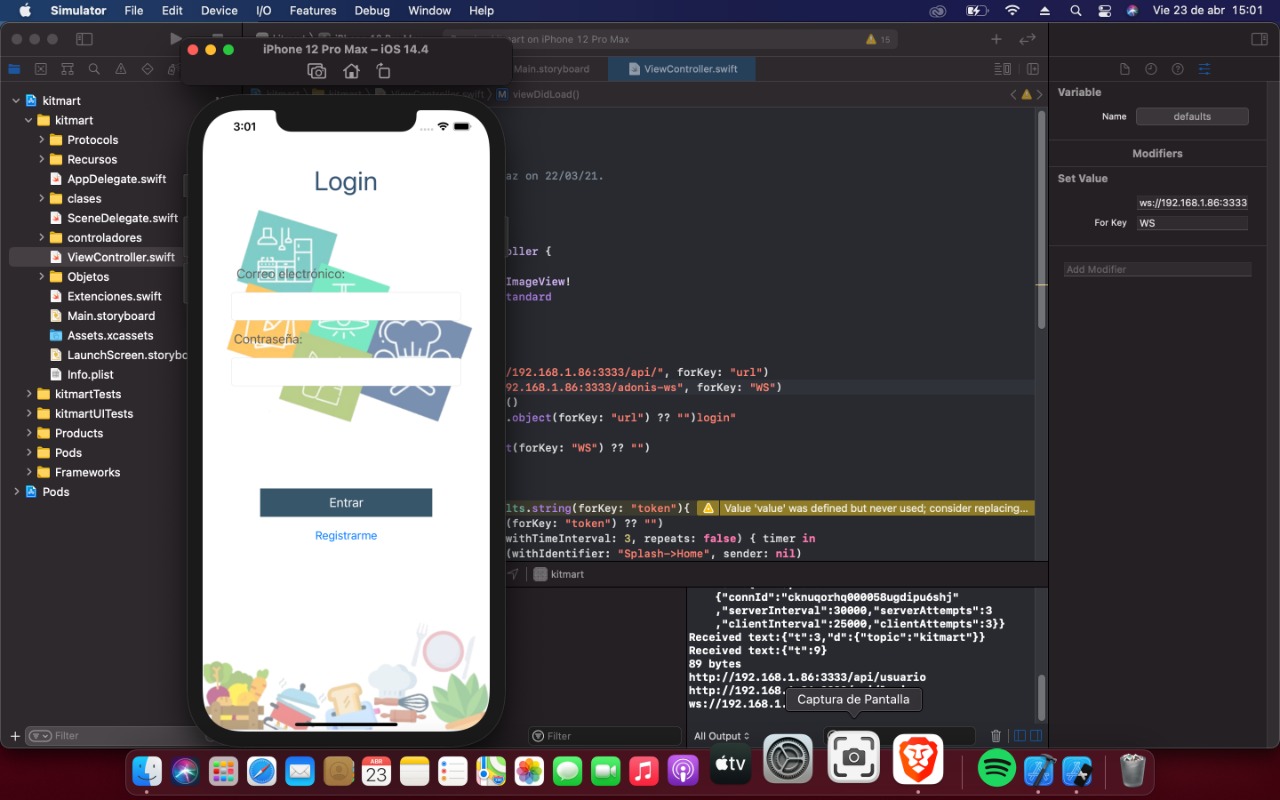 Simulator File Edit Device I/O Features Debug Window Help Vie 23 de abr 15:01
iPhone 12 Pro Max – iOS 14.4
on iPhone 12 Pro Max
15
Main.storyboard
ViewController.swift
viewDidLoad()
kitmart
kitmart
Protocols
Recursos
AppDelegate.swift
clases
SceneDelegate.swift
controladores
ViewController.swift
Objetos
Extenciones.swift
Main.storyboard
Assets.xcassets
LaunchScreen.storybo
Info.plist
kitmartTests
kitmartUITests
Products
Pods
Frameworks
Pods
Filter
3:01
Login
Correo electrónico:
Contraseña:
Entrar
Registrarme
az on 22/03/21.
oller {
ImageView!
tandard
/192.168.1.86:3333/api/", forKey: "url")
92.168.1.86:3333/adonis-ws", forKey: "WS")
()
.object(forKey: "url") ?? "")login"
t(forKey: "WS") ?? "")
lts.string(forKey: "token"){
Value 'value' was defined but never used; consider replacing...
(forKey: "token") ?? "")
withTimeInterval: 3, repeats: false) { timer in
(withIdentifier: "Splash->Home", sender: nil)
kitmart
{"connId":"cknuqorhq000058ugdipu6shj"
,"serverInterval":30000,"serverAttempts":3
,"clientInterval":25000,"clientAttempts":3}}
Received text:{"t":3,"d":{"topic":"kitmart"}}
Received text:{"t":9}
89 bytes
http://192.168.1.86:3333/api/usuario
http://192.168.
ws://192.168.1.
Captura de Pantalla
Filter
All Output
Variable
Name defaults
Modifiers
Set Value
ws://192.168.1.86:3333
For Key WS
Add Modifier
ABR
23
tv